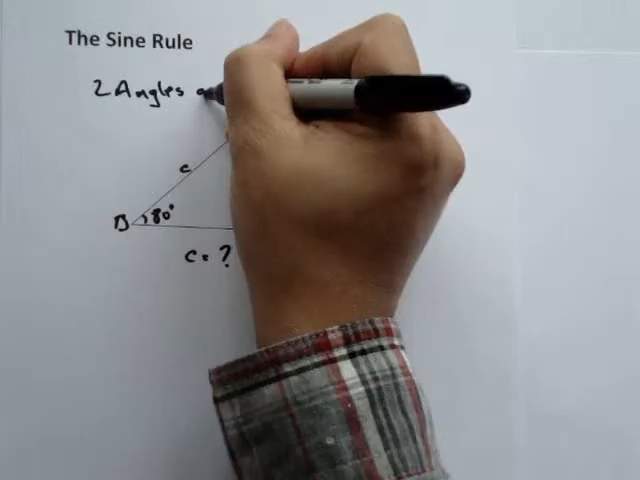 The Sine Rule
2 Angles a
c
B 80°
c = ?